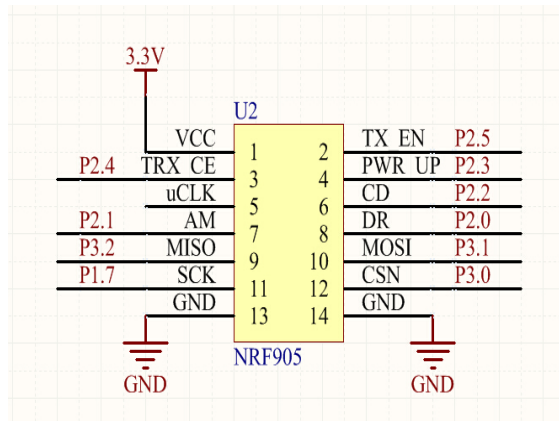 3.3V
U2
VCC 1 2 TX_EN P2.5
P2.4 TRX_CE 3 4 PWR_UP P2.3
uCLK 5 6 CD P2.2
P2.1 AM 7 8 DR P2.0
P3.2 MISO 9 10 MOSI P3.1
P1.7 SCK 11 12 CSN P3.0
GND 13 14 GND
NRF905
GND GND